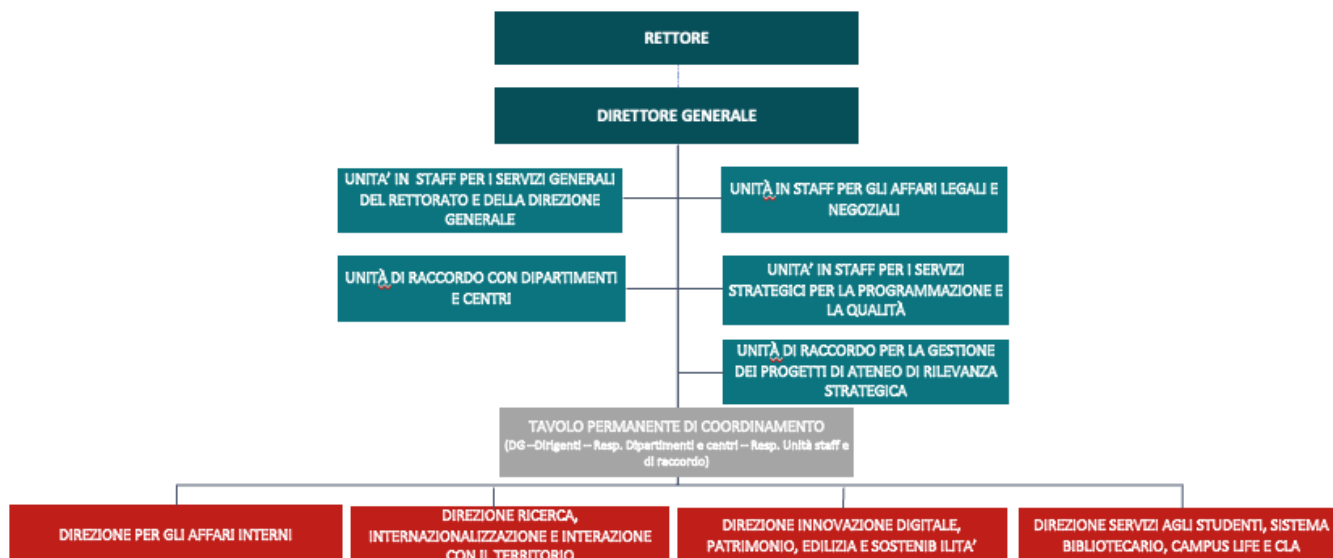 RETTORE
DIRETTORE GENERALE
UNITA’ IN STAFF PER I SERVIZI GENERALI
DEL RETTORATO E DELLA DIREZIONE
GENERALE
UNITÀ IN STAFF PER GLI AFFARI LEGALI E
NEGOZIALI
UNITÀ DI RACCORDO CON DIPARTIMENTI
E CENTRI
UNITA’ IN STAFF PER I SERVIZI
STRATEGICI PER LA PROGRAMMAZIONE E
LA QUALITÀ
UNITÀ DI RACCORDO PER LA GESTIONE
DEI PROGETTI DI ATENEO DI RILEVANZA
STRATEGICA
TAVOLO PERMANENTE DI COORDINAMENTO
(DG –Dirigenti – Resp. Dipartimenti e centri – Resp. Unità staff e
di raccordo)
DIREZIONE PER GLI AFFARI INTERNI
DIREZIONE RICERCA,
INTERNAZIONALIZZAZIONE E INTERAZIONE
CON IL TERRITORIO
DIREZIONE INNOVAZIONE DIGITALE,
PATRIMONIO, EDILIZIA E SOSTENIB ILITA’
DIREZIONE SERVIZI AGLI STUDENTI, SISTEMA
BIBLIOTECARIO, CAMPUS LIFE E CLA